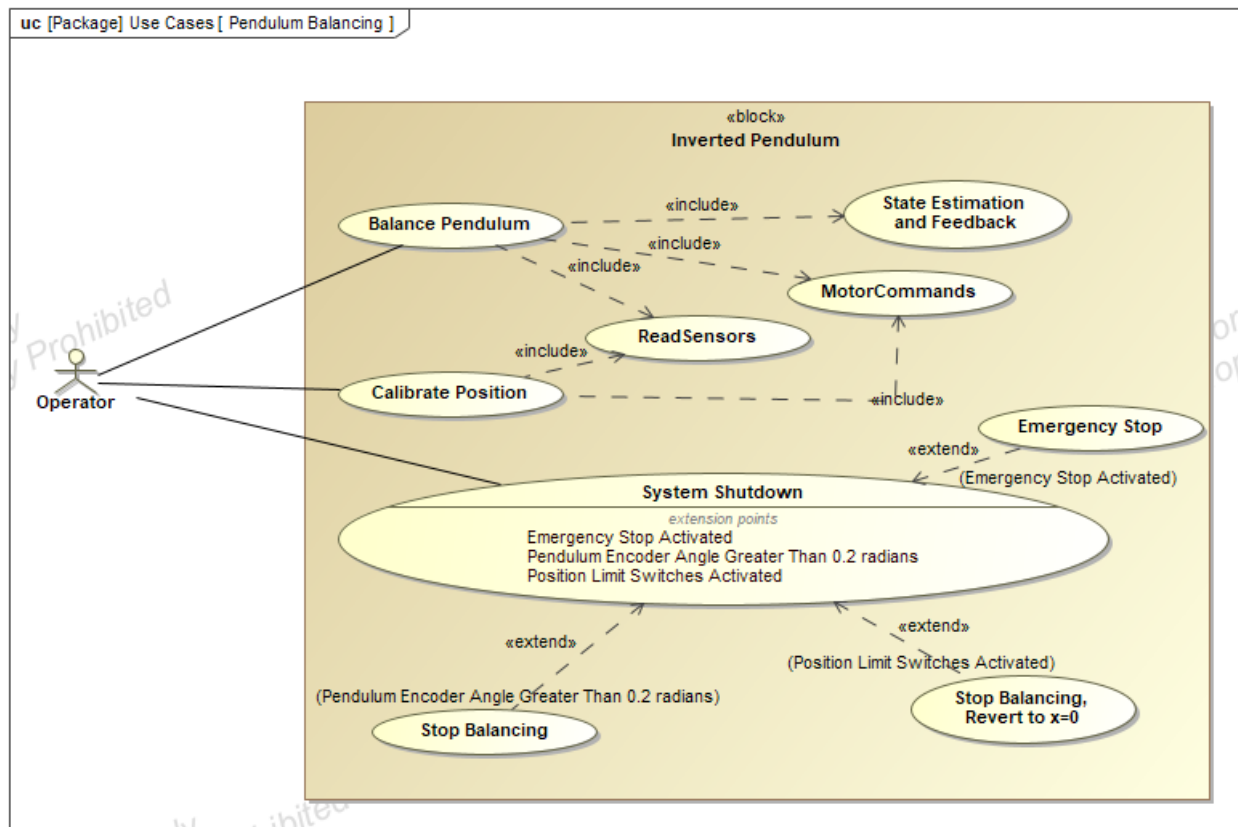 uc [Package] Use Cases [ Pendulum Balancing ]
«block»
Inverted Pendulum
Balance Pendulum
«include»
State Estimation
and Feedback
«include»
«include»
MotorCommands
ReadSensors
«include»
Calibrate Position
«include»
Operator
Emergency Stop
«extend»
(Emergency Stop Activated)
System Shutdown
extension points
Emergency Stop Activated
Pendulum Encoder Angle Greater Than 0.2 radians
Position Limit Switches Activated
«extend»
«extend»
(Pendulum Encoder Angle Greater Than 0.2 radians)
(Position Limit Switches Activated)
Stop Balancing
Stop Balancing,
Revert to x=0
Prohibited